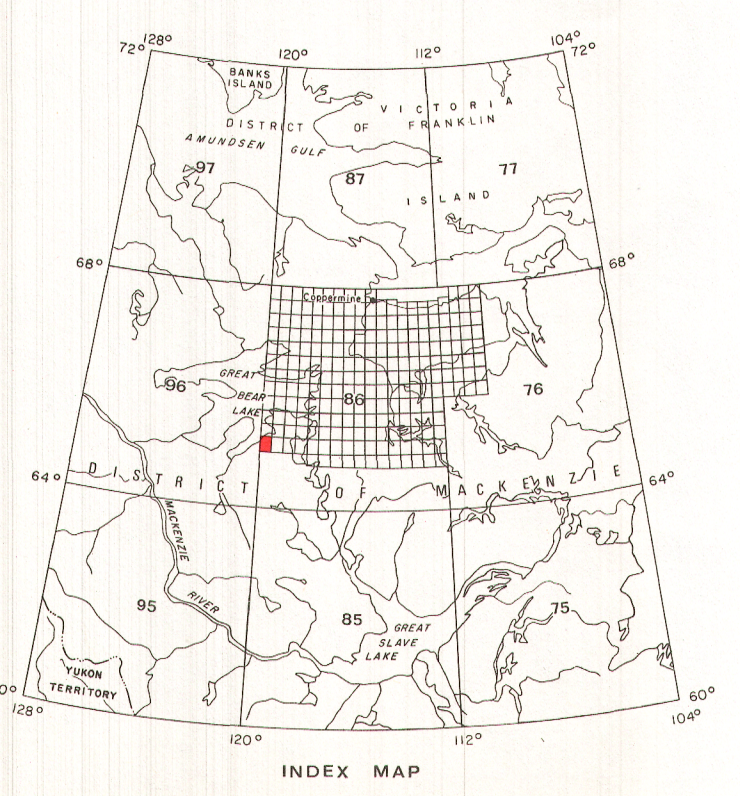 128°
72°
120°
112°
104°
72°
BANKS
ISLAND
VICTORIA
DISTRICT OF FRANKLIN
AMUNDSEN GULF
97
87
77
ISLAND
68°
68°
Coppermine
GREAT
96
86
76
BEAR
LAKE
64°
DISTRICT OF MACKENZIE
64°
MACKENZIE
RIVER
95
85
75
GREAT
SLAVE
LAKE
YUKON
TERRITORY
0°
128°
120°
112°
60°
104°
INDEX MAP